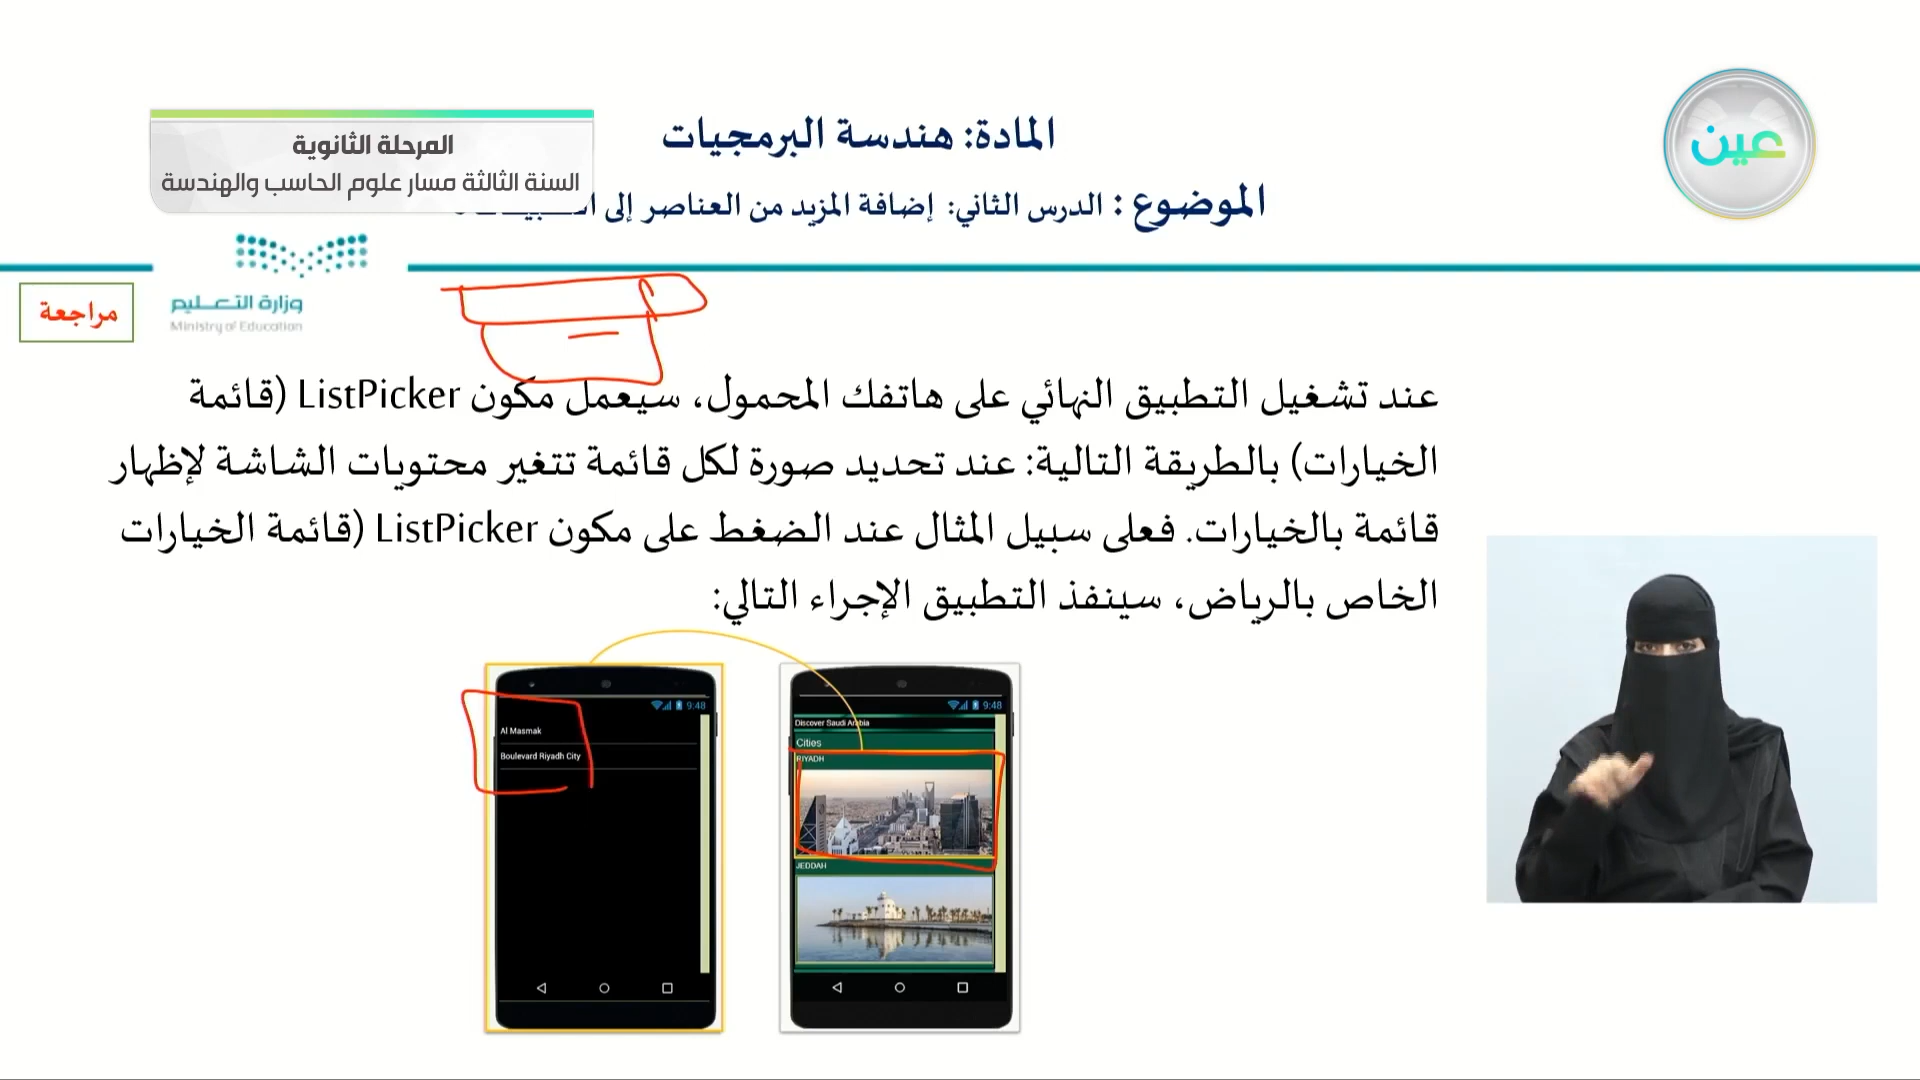 المرحلة الثانوية
السنة الثالثة مسار علوم الحاسب والهندسة
المادة: هندسة البرمجيات
الموضوع : الدرس الثاني: إضافة المزيد من العناصر إلى
عين
وزارة التعليم
Ministry of Education
مراجعة
عند تشغيل التطبيق النهائي على هاتفك المحمول، سيعمل مكون ListPicker (قائمة
الخيارات) بالطريقة التالية: عند تحديد صورة لكل قائمة تتغير محتويات الشاشة لإظهار
قائمة بالخيارات. فعلى سبيل المثال عند الضغط على مكون ListPicker (قائمة الخيارات
الخاص بالرياض، سينفذ التطبيق الإجراء التالي:
9:48
Discover Saudi Arabia
Cities
RIYADH
JEDDAH
9:48
Al Masmak
Boulevard Riyadh City